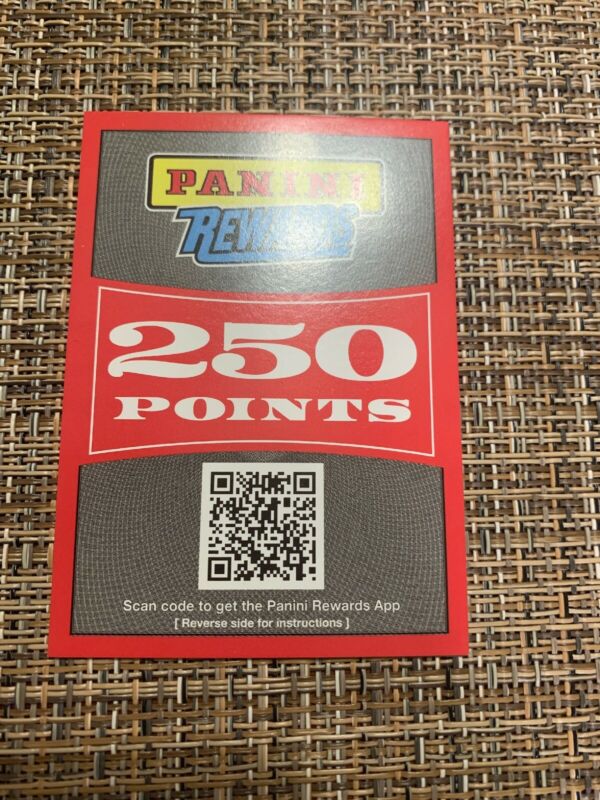 PANINI
REWARDS
250
POINTS
Scan code to get the Panini Rewards App
[ Reverse side for instructions ]